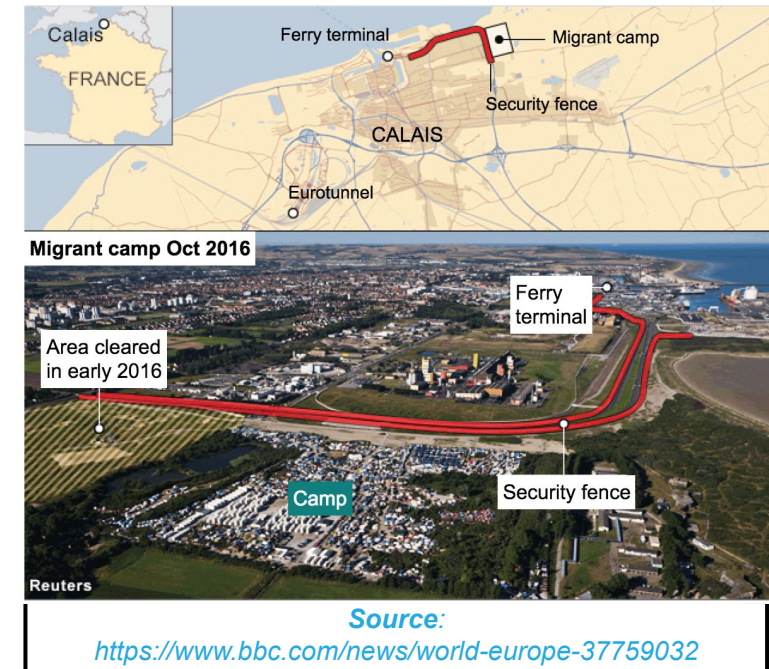 Calais
FRANCE
Ferry terminal
Migrant camp
Security fence
CALAIS
Eurotunnel
Migrant camp Oct 2016
Ferry
terminal
Area cleared
in early 2016
Camp
Security fence
Reuters
Source:
https://www.bbc.com/news/world-europe-37759032